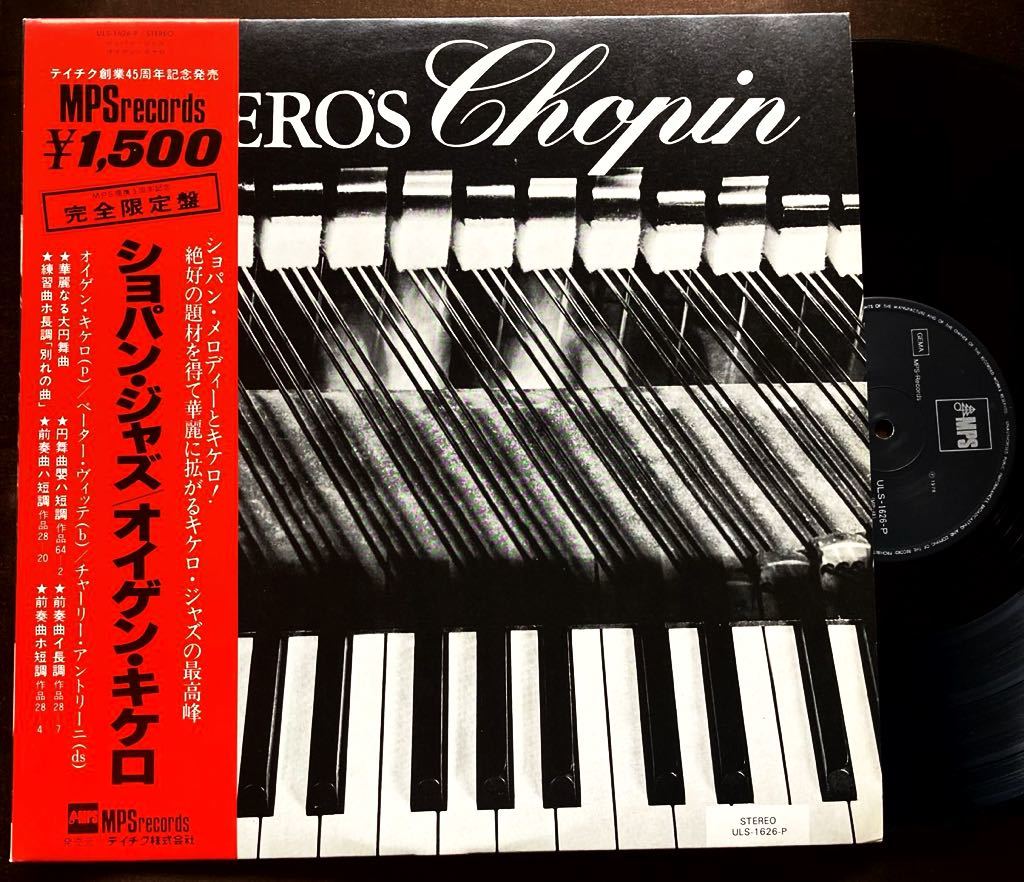 ULS-1626-P STEREO
テイチク創業45周年記念発売
MPSrecords
¥1,500
完全限定盤
ショパン・メロディーとキケロ!
絶好の題材を得て華麗に拡がるキケロ・ジャズの最高峰
ショパン・ジャズ/オイゲン・キケロ
オイゲン・キケロ(p)/ペーター・ヴィッテ(b)/チャーリー・アントリーニ(ds)
★華麗なる大円舞曲 ★円舞曲嬰ハ短調作品64-2 ★前奏曲イ長調作品28-7
★練習曲ホ長調「別れの曲」 ★前奏曲ハ短調作品28-20 ★前奏曲ホ短調作品28-4
MPS MPSrecords
発売元 テイチク株式会社
ERO'S Chopin
STEREO
ULS-1626-P
GEMA
MPS-Records
MPS
ULS-1626-P